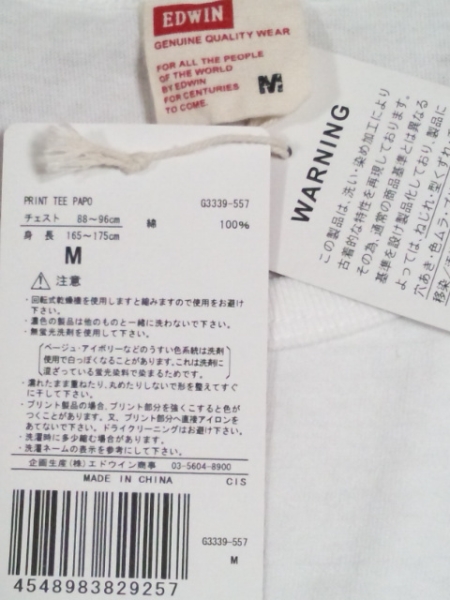 EDWIN
GENUINE QUALITY WEAR
FOR ALL THE PEOPLE
OF THE WORLD
BY EDWIN
FOR CENTURIES
TO COME.
M
PRINT TEE PAPO G3339-557
チェスト 88〜96cm 綿 100%
身 長 165〜175cm
M
注意
・回転式乾燥機を使用しますと縮みますので使用をお避け
下さい。
・濃色の製品は他のものと一緒に洗わないで下さい。
・無蛍光洗剤を使用して下さい。
ベージュ・アイボリーなどのうすい色系統は洗剤
使用で白っぽくなることがあります。これは洗剤に
混ざっている蛍光染料で染まるためです。
・濡れたまま重ねたり、丸めたりしないで形を整えてすぐ
に干して下さい。
・プリント製品の場合、プリント部分を強くこすると色が
つくことがあります。又、プリント部分へ直接アイロンを
あてないで下さい。ドライクリーニングはお避け下さい。
・洗濯時に多少縮む場合があります。
・洗濯ネームの表示を参考にして下さい。
企画生産(株)エドウイン商事 03-5604-8900
MADE IN CHINA CIS
G3339-557
M
4548983829257
WARNING
この製品は、洗い・染め加工により
古着的な特性を再現しております。
その為、通常の商品基準とは異なる
基準を設け製品化しており、製品に
よっては、ねじれ・型くずれ
穴あき・色ムラ・
移染